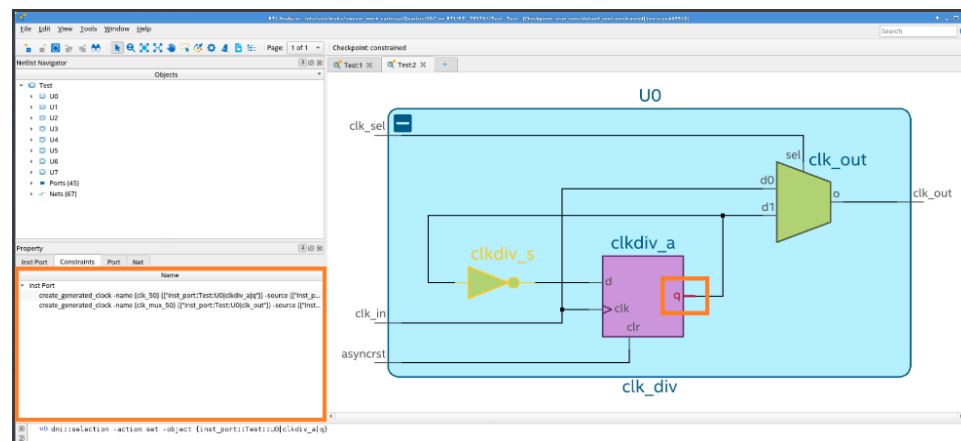 File Edit View Tools Window Help
Search
Page: 1 of 1
Checkpoint: constrained
Netlist Navigator
Objects
Test
U0
U1
U2
U3
U4
U5
U6
U7
Ports (45)
Nets (67)
Property
Inst Port Constraints Port Net
Name
Inst Port
create_generated_clock -name {clk_50} {{"inst_port::Test:U0|clkdiv_a|q"}} -source {{"inst_p...
create_generated_clock -name {clk_mux_50} {{"inst_port::Test:U0|clk_out"}} -source {{"inst...
Test:1
Test:2
U0
clk_sel
sel
clk_out
d0
d1
o
clk_out
clkdiv_s
clkdiv_a
d
q
clk
clr
clk_in
asyncrst
clk_div
dni::selection -action set -object {inst_port::Test::U0|clkdiv_a|q}